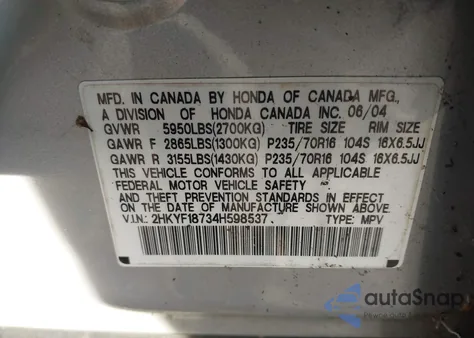 MFD. IN CANADA BY HONDA OF CANADA MFG.,
A DIVISION OF HONDA CANADA INC. 06/04
GVWR 5950LBS(2700KG) TIRE SIZE RIM SIZE
GAWR F 2865LBS(1300KG) P235/70R16 104S 16X6.5JJ
GAWR R 3155LBS(1430KG) P235/70R16 104S 16X6.5JJ
THIS VEHICLE CONFORMS TO ALL APPLICABLE
FEDERAL MOTOR VEHICLE SAFETY
AND THEFT PREVENTION STANDARDS IN EFFECT
ON THE DATE OF MANUFACTURE SHOWN ABOVE.
V.I.N.: 2HKYF18734H598537 TYPE: MPV
autoSnap